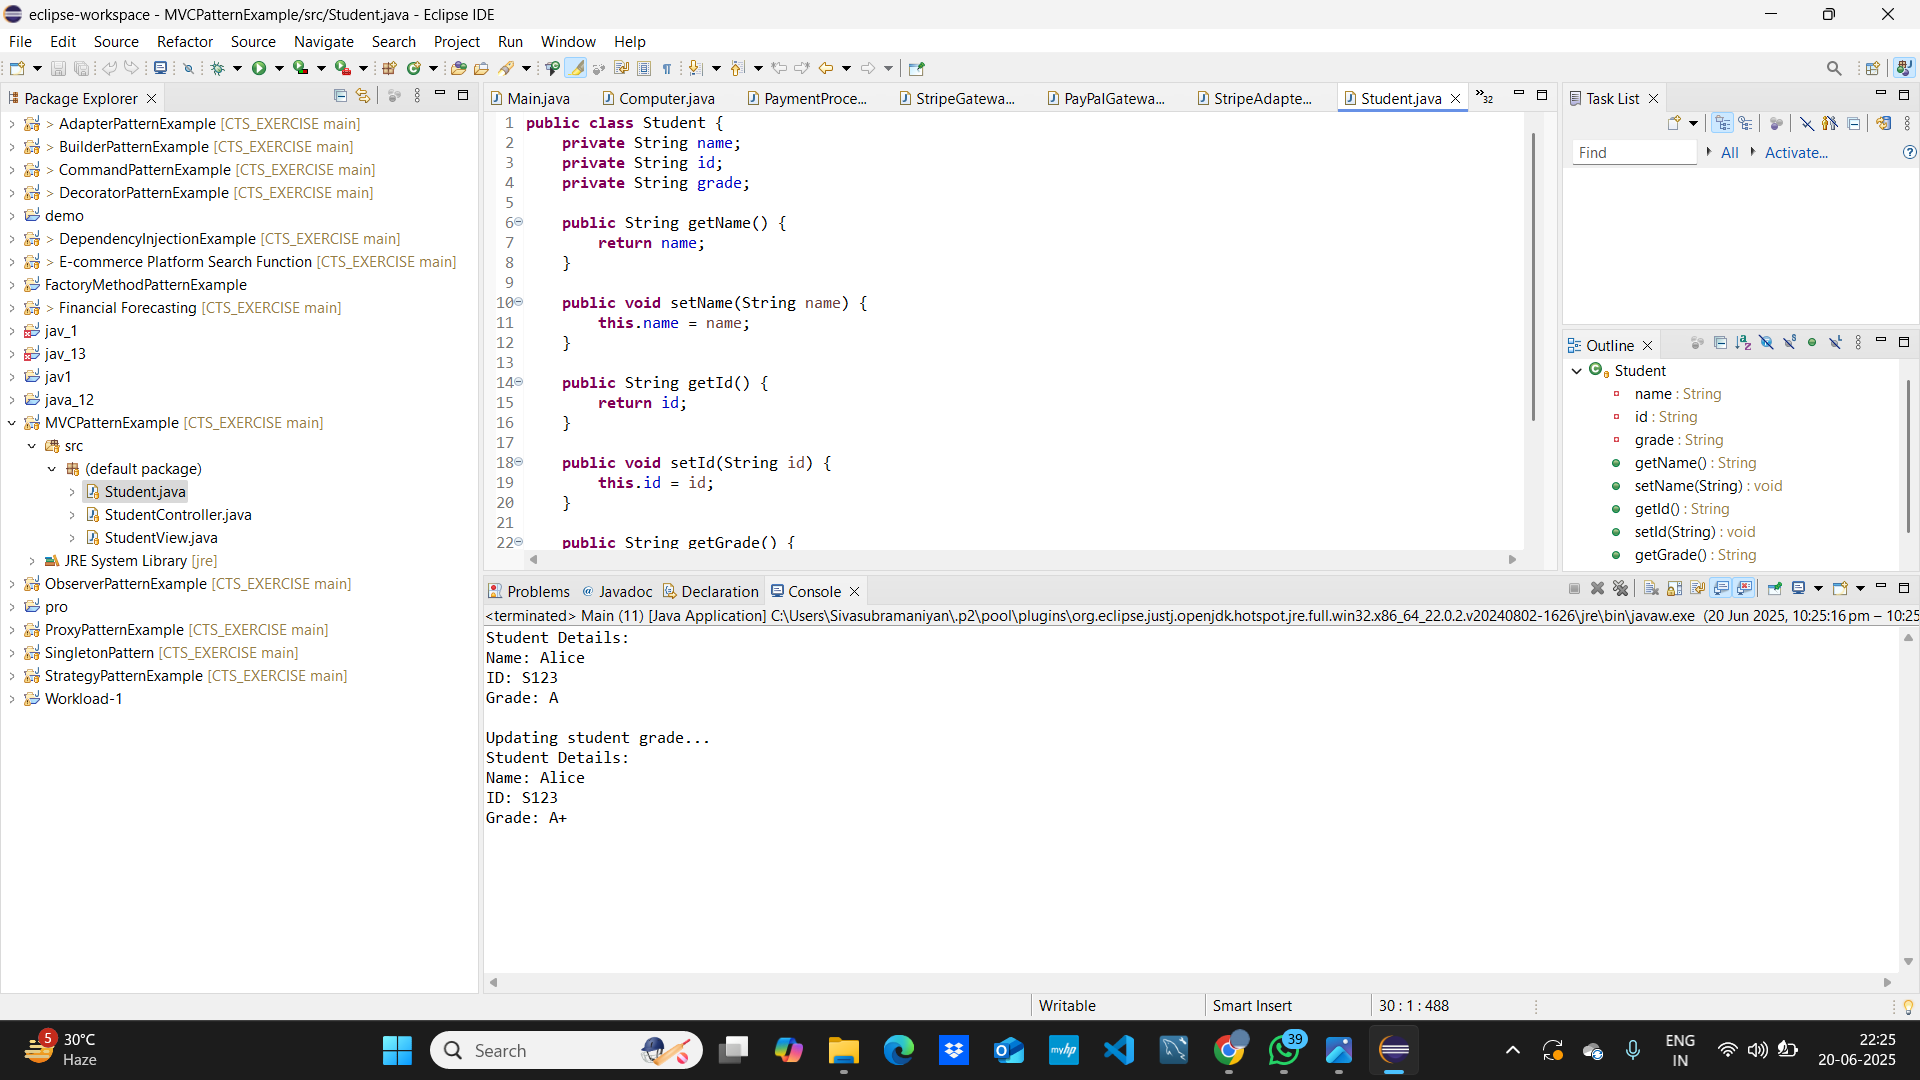 eclipse-workspace - MVCPatternExample/src/Student.java - Eclipse IDE
File Edit Source Refactor Source Navigate Search Project Run Window Help
Package Explorer
> AdapterPatternExample [CTS_EXERCISE main]
> BuilderPatternExample [CTS_EXERCISE main]
> CommandPatternExample [CTS_EXERCISE main]
> DecoratorPatternExample [CTS_EXERCISE main]
demo
> DependencyInjectionExample [CTS_EXERCISE main]
> E-commerce Platform Search Function [CTS_EXERCISE main]
FactoryMethodPatternExample
> Financial Forecasting [CTS_EXERCISE main]
jav_1
jav_13
jav1
java_12
MVCPatternExample [CTS_EXERCISE main]
src
(default package)
Student.java
StudentController.java
StudentView.java
JRE System Library [jre]
ObserverPatternExample [CTS_EXERCISE main]
pro
ProxyPatternExample [CTS_EXERCISE main]
SingletonPattern [CTS_EXERCISE main]
StrategyPatternExample [CTS_EXERCISE main]
Workload-1
Main.java Computer.java PaymentProce... StripeGatewa... PayPalGatewa... StripeAdapte... Student.java »32
1 public class Student {
2 private String name;
3 private String id;
4 private String grade;
5
6 public String getName() {
7 return name;
8 }
9
10 public void setName(String name) {
11 this.name = name;
12 }
13
14 public String getId() {
15 return id;
16 }
17
18 public void setId(String id) {
19 this.id = id;
20 }
21
22 public String getGrade() {
Task List
Find All Activate...
Outline
Student
name : String
id : String
grade : String
getName() : String
setName(String) : void
getId() : String
setId(String) : void
getGrade() : String
Problems Javadoc Declaration Console
<terminated> Main (11) [Java Application] C:\Users\Sivasubramaniyan\.p2\pool\plugins\org.eclipse.justj.openjdk.hotspot.jre.full.win32.x86_64_22.0.2.v20240802-1626\jre\bin\javaw.exe (20 Jun 2025, 10:25:16 pm – 10:25
Student Details:
Name: Alice
ID: S123
Grade: A
Updating student grade...
Student Details:
Name: Alice
ID: S123
Grade: A+
Writable Smart Insert 30 : 1 : 488
5
30°C
Haze
Search
myhp
39
ENG
IN
22:25
20-06-2025